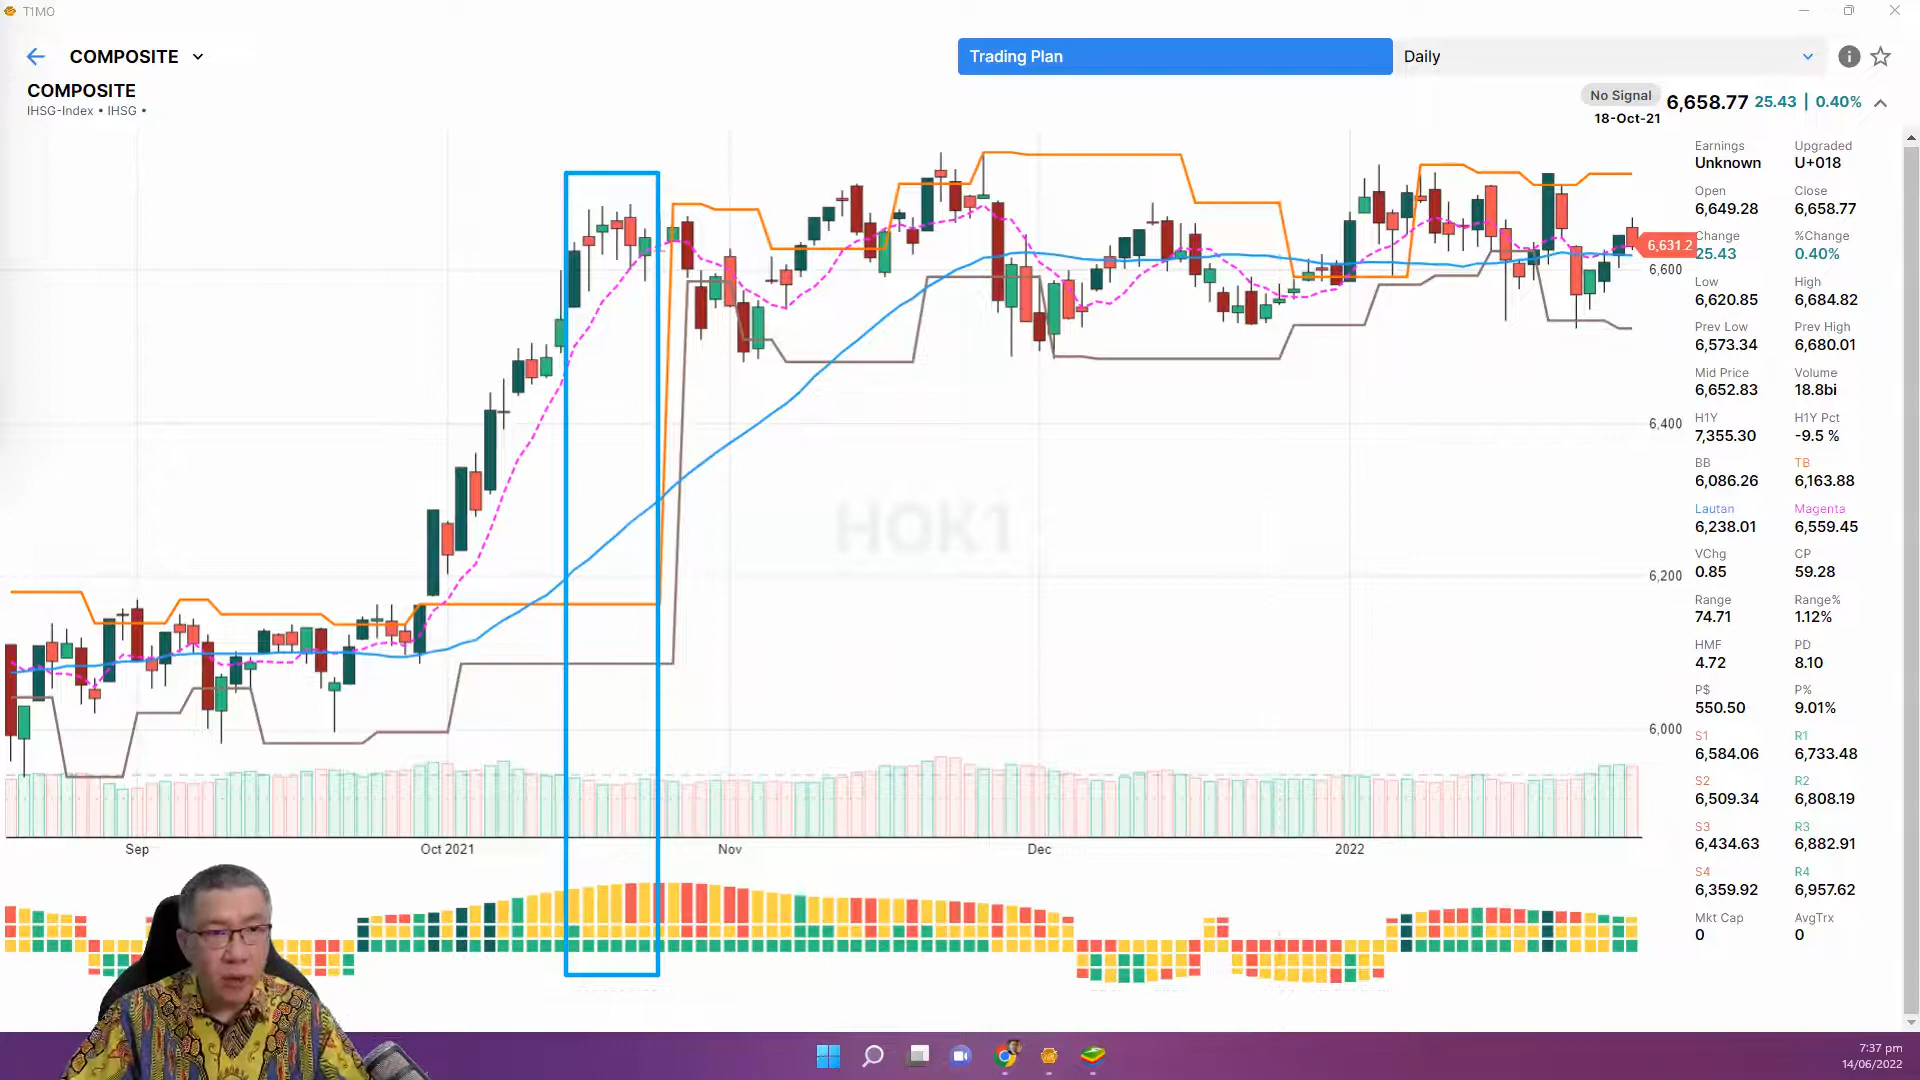 T1MO
COMPOSITE
Trading Plan
Daily
COMPOSITE
IHSG-Index • IHSG •
No Signal
6,658.77 25.43 | 0.40%
18-Oct-21
Earnings Upgraded
Unknown U+018
Open Close
6,649.28 6,658.77
Change %Change
25.43 0.40%
Low High
6,620.85 6,684.82
Prev Low Prev High
6,573.34 6,680.01
Mid Price Volume
6,652.83 18.8bi
H1Y H1Y Pct
7,355.30 -9.5 %
BB TB
6,086.26 6,163.88
Lautan Magenta
6,238.01 6,559.45
VChg CP
0.85 59.28
Range Range%
74.71 1.12%
HMF PD
4.72 8.10
P$ P%
550.50 9.01%
S1 R1
6,584.06 6,733.48
S2 R2
6,509.34 6,808.19
S3 R3
6,434.63 6,882.91
S4 R4
6,359.92 6,957.62
Mkt Cap AvgTrx
0 0
6,631.2
6,600
6,400
6,200
6,000
HOK1
Sep Oct 2021 Nov Dec 2022
7:37 pm
14/06/2022